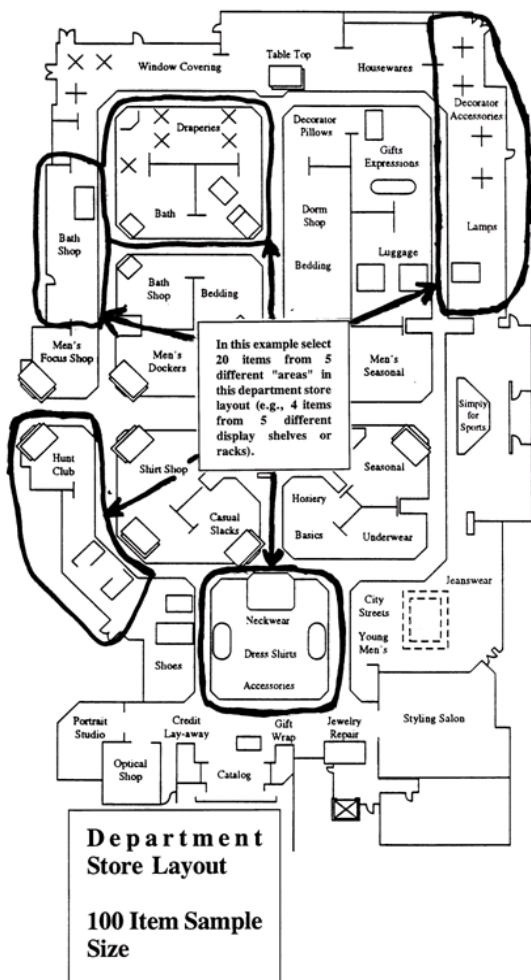 Table Top
Window Covering
Housewares
Decorator
Accessories
Draperies
Decorator
Pillows
Gifts
Expressions
Bath
Dorm
Shop
Lamps
Bath
Shop
Luggage
Bedding
Bath
Shop
Bedding
In this example select
20 items from 5
different "areas" in
this department store
layout (e.g., 4 items
from 5 different
display shelves or
racks).
Men's
Focus Shop
Men's
Dockers
Men's
Seasonal
Simply
for
Sports
Hunt
Club
Shirt Shop
Seasonal
Hosiery
Casual
Slacks
Basics
Underwear
Jeanswear
City
Streets
Neckwear
Young
Men's
Dress Shirts
Shoes
Accessories
Portrait
Studio
Credit
Lay-away
Gift
Wrap
Jewelry
Repair
Styling Salon
Optical
Shop
Catalog
Department
Store Layout
100 Item Sample
Size